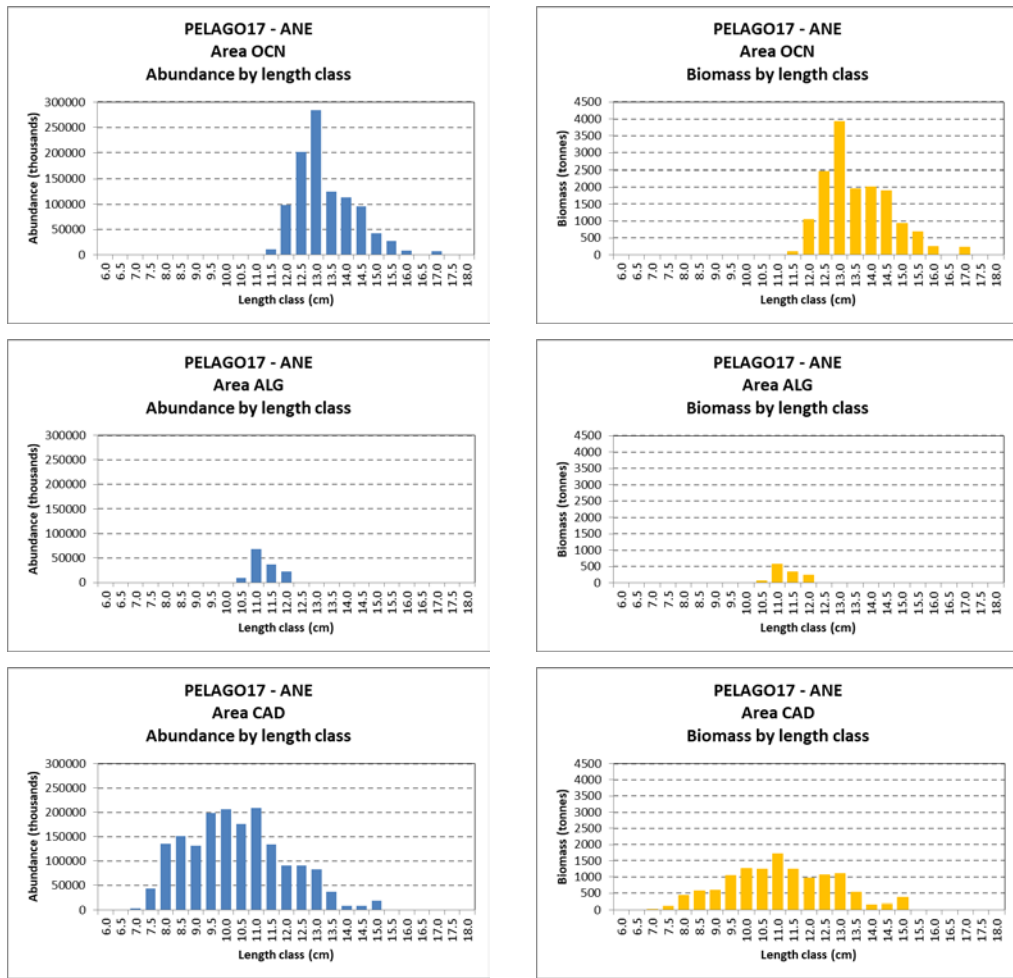 PELAGO17 - ANE
Area OCN
Abundance by length class
Abundance (thousands)
300000
250000
200000
150000
100000
50000
0
6.0 6.5 7.0 7.5 8.0 8.5 9.0 9.5 10.0 10.5 11.0 11.5 12.0 12.5 13.0 13.5 14.0 14.5 15.0 15.5 16.0 16.5 17.0 17.5 18.0
Length class (cm)
PELAGO17 - ANE
Area OCN
Biomass by length class
Biomass (tonnes)
4500
4000
3500
3000
2500
2000
1500
1000
500
0
6.0 6.5 7.0 7.5 8.0 8.5 9.0 9.5 10.0 10.5 11.0 11.5 12.0 12.5 13.0 13.5 14.0 14.5 15.0 15.5 16.0 16.5 17.0 17.5 18.0
Length class (cm)
PELAGO17 - ANE
Area ALG
Abundance by length class
Abundance (thousands)
300000
250000
200000
150000
100000
50000
0
6.0 6.5 7.0 7.5 8.0 8.5 9.0 9.5 10.0 10.5 11.0 11.5 12.0 12.5 13.0 13.5 14.0 14.5 15.0 15.5 16.0 16.5 17.0 17.5 18.0
Length class (cm)
PELAGO17 - ANE
Area ALG
Biomass by length class
Biomass (tonnes)
4500
4000
3500
3000
2500
2000
1500
1000
500
0
6.0 6.5 7.0 7.5 8.0 8.5 9.0 9.5 10.0 10.5 11.0 11.5 12.0 12.5 13.0 13.5 14.0 14.5 15.0 15.5 16.0 16.5 17.0 17.5 18.0
Length class (cm)
PELAGO17 - ANE
Area CAD
Abundance by length class
Abundance (thousands)
300000
250000
200000
150000
100000
50000
0
6.0 6.5 7.0 7.5 8.0 8.5 9.0 9.5 10.0 10.5 11.0 11.5 12.0 12.5 13.0 13.5 14.0 14.5 15.0 15.5 16.0 16.5 17.0 17.5 18.0
Length class (cm)
PELAGO17 - ANE
Area CAD
Biomass by length class
Biomass (tonnes)
4500
4000
3500
3000
2500
2000
1500
1000
500
0
6.0 6.5 7.0 7.5 8.0 8.5 9.0 9.5 10.0 10.5 11.0 11.5 12.0 12.5 13.0 13.5 14.0 14.5 15.0 15.5 16.0 16.5 17.0 17.5 18.0
Length class (cm)